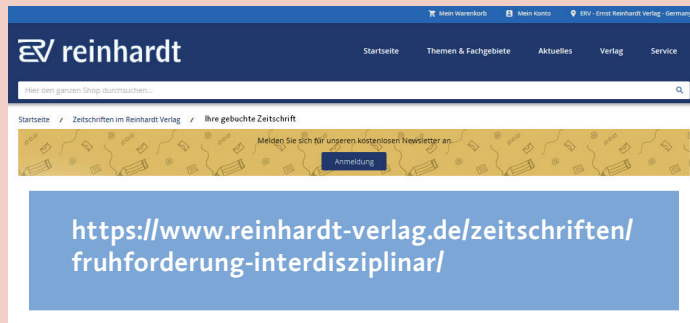 Mein Warenkorb Mein Konto ERV - Ernst Reinhardt Verlag - Germany
ERV reinhardt
Startseite Themen & Fachgebiete Aktuelles Verlag Service
Hier den ganzen Shop durchsuchen...
Startseite / Zeitschriften im Reinhardt Verlag / Ihre gebuchte Zeitschrift
Melden Sie sich für unseren kostenlosen Newsletter an.
Anmeldung
https://www.reinhardt-verlag.de/zeitschriften/
fruhforderung-interdisziplinar/